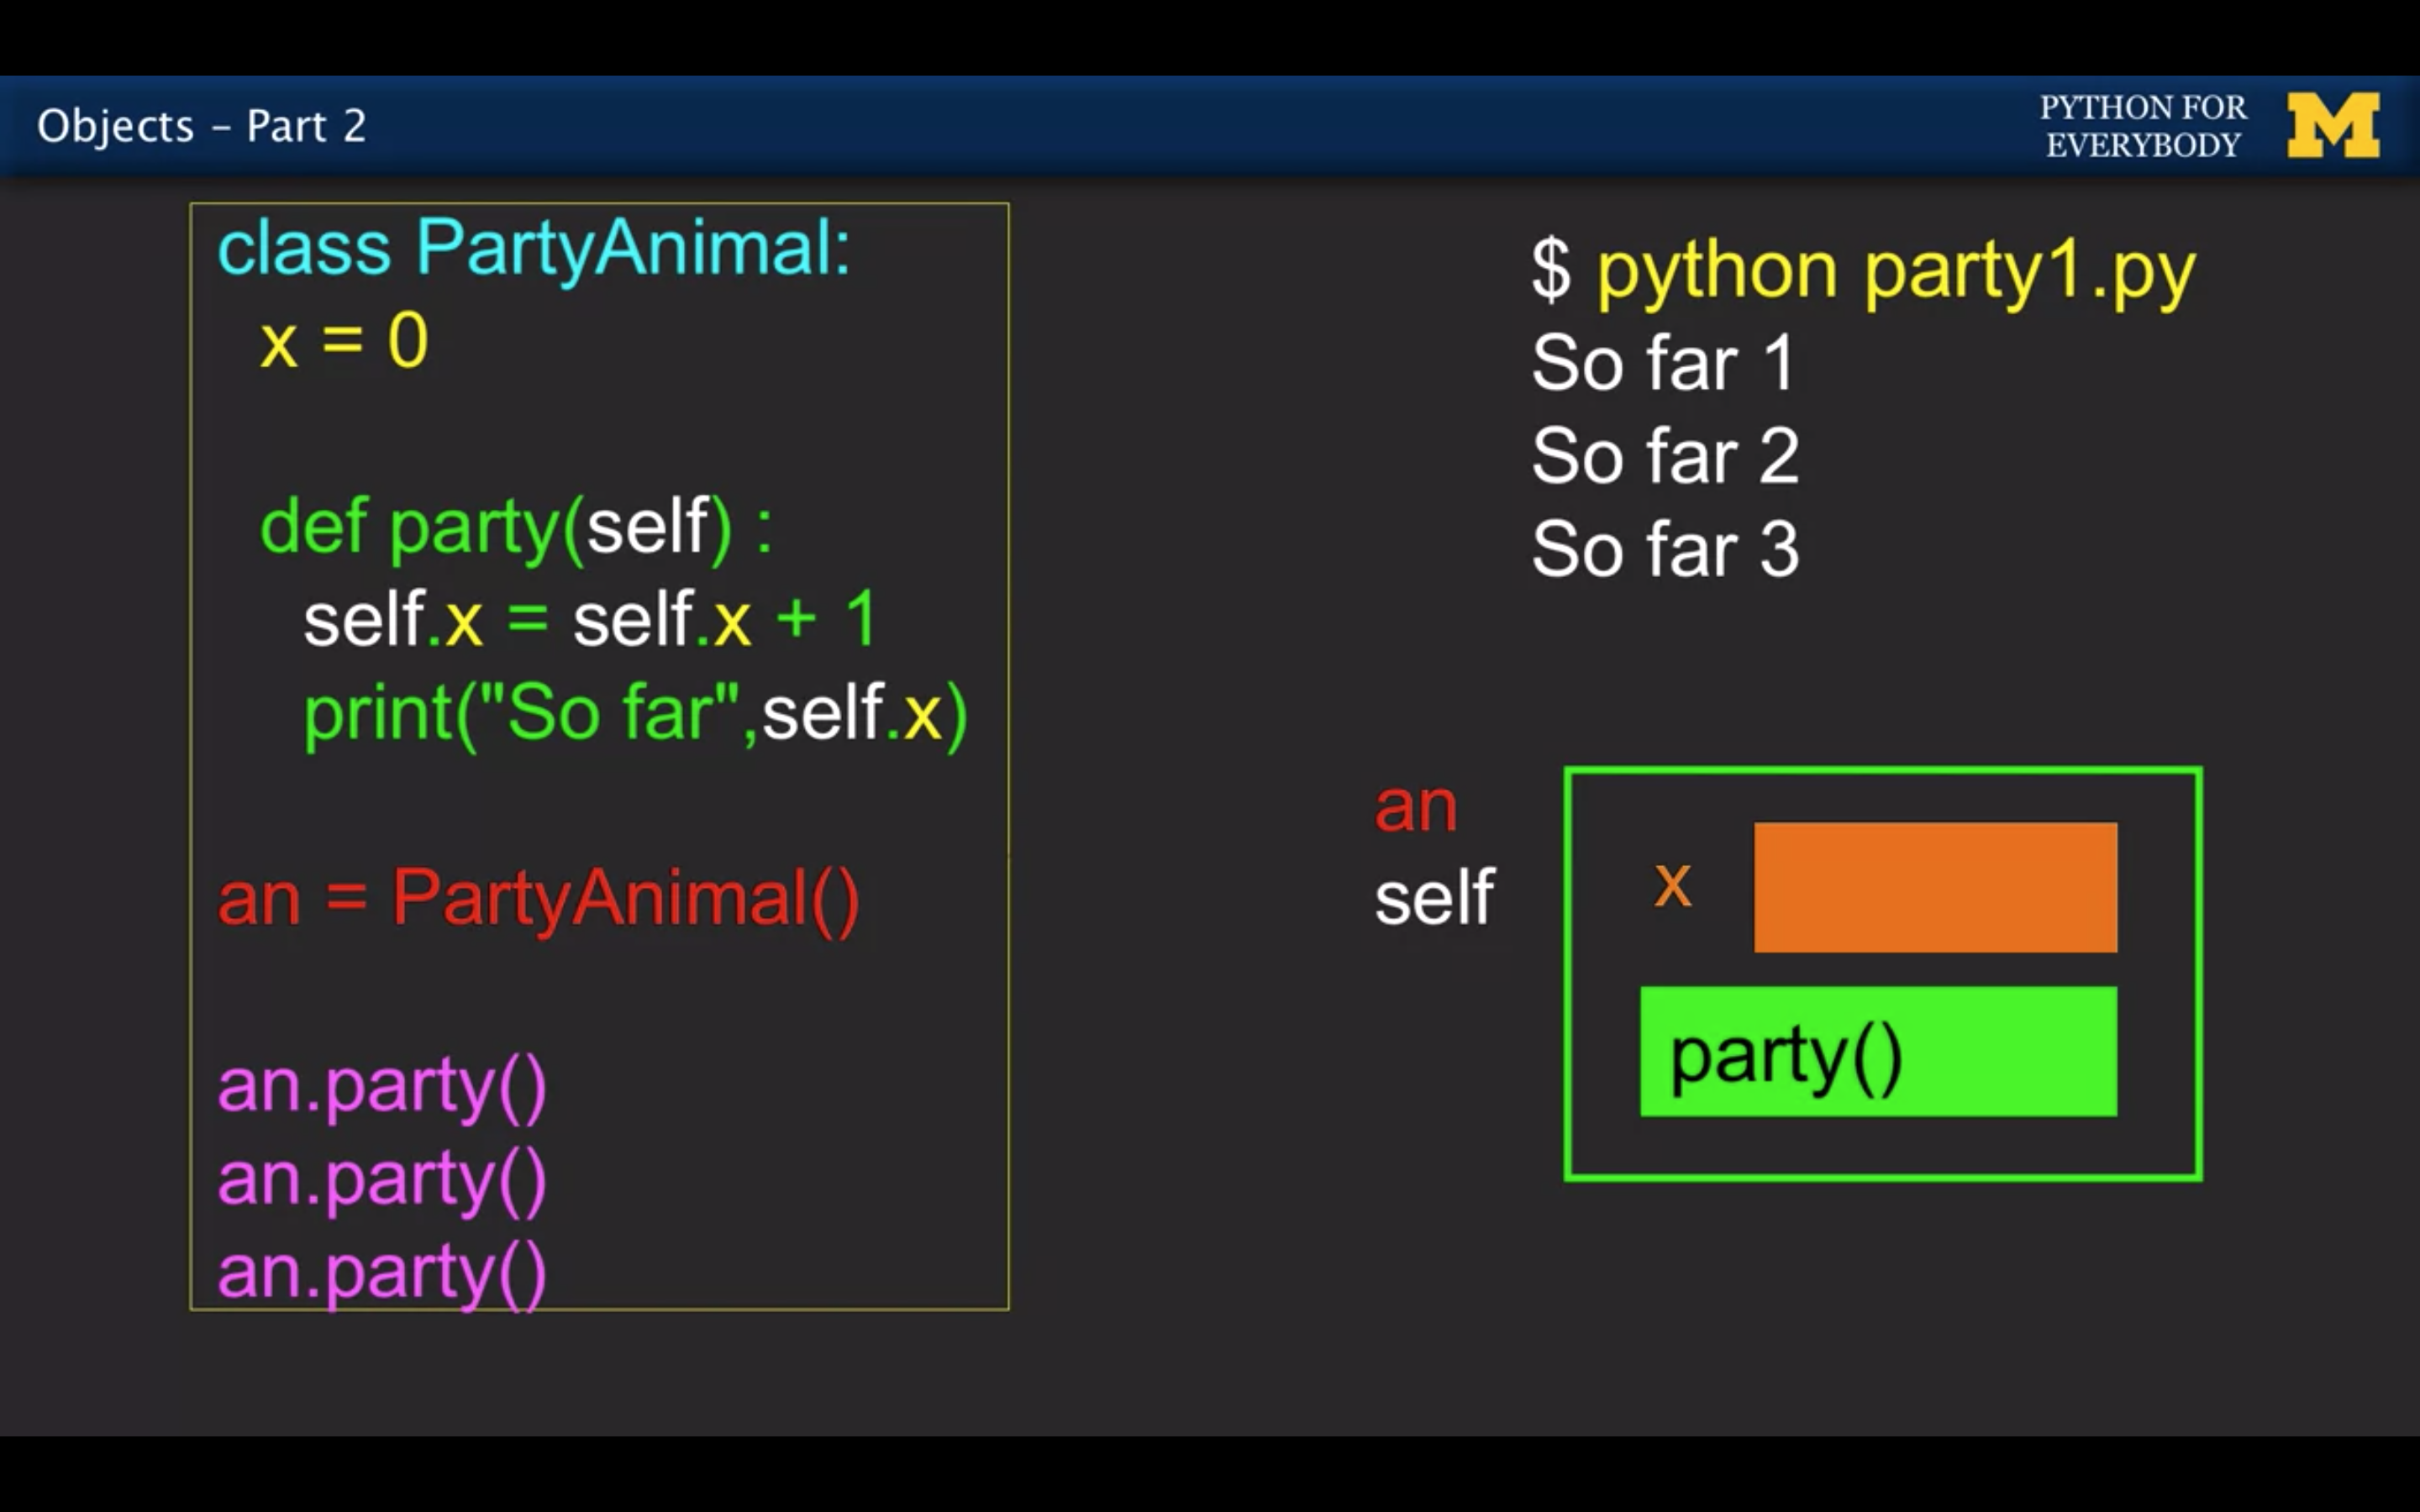 Objects – Part 2
PYTHON FOR
EVERYBODY
M
class PartyAnimal:
x = 0
def party(self) :
self.x = self.x + 1
print("So far",self.x)
an = PartyAnimal()
an.party()
an.party()
an.party()
$ python party1.py
So far 1
So far 2
So far 3
an
self
x
party()